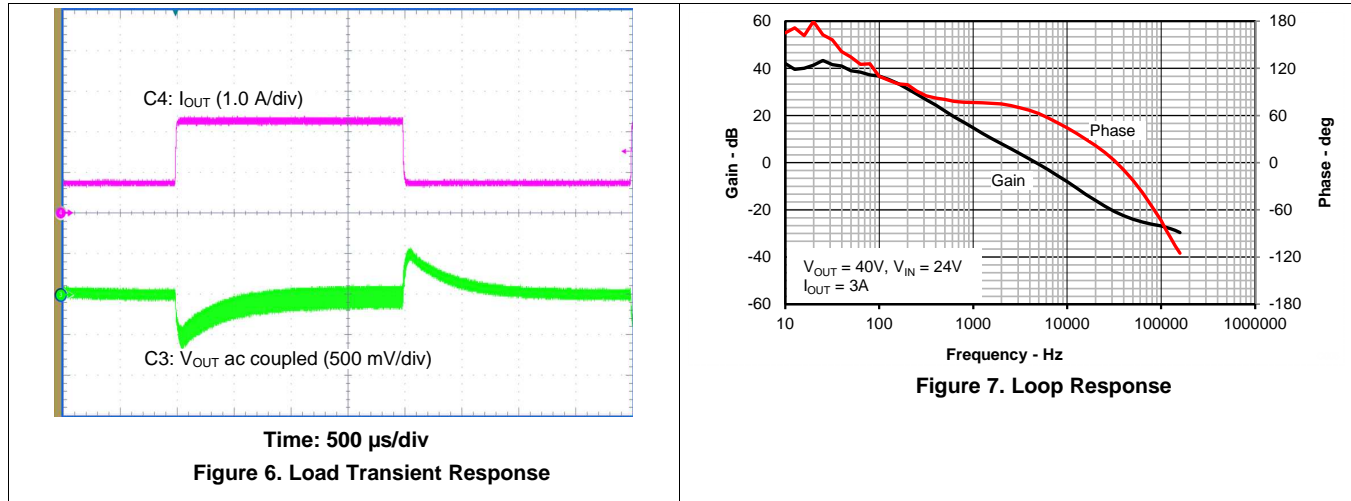 C4: IOUT (1.0 A/div)
C3: VOUT ac coupled (500 mV/div)
Time: 500 µs/div
Figure 6. Load Transient Response
60
40
20
0
-20
-40
-60
Gain - dB
180
120
60
0
-60
-120
-180
Phase - deg
Phase
Gain
VOUT = 40V, VIN = 24V
IOUT = 3A
10 100 1000 10000 100000 1000000
Frequency - Hz
Figure 7. Loop Response